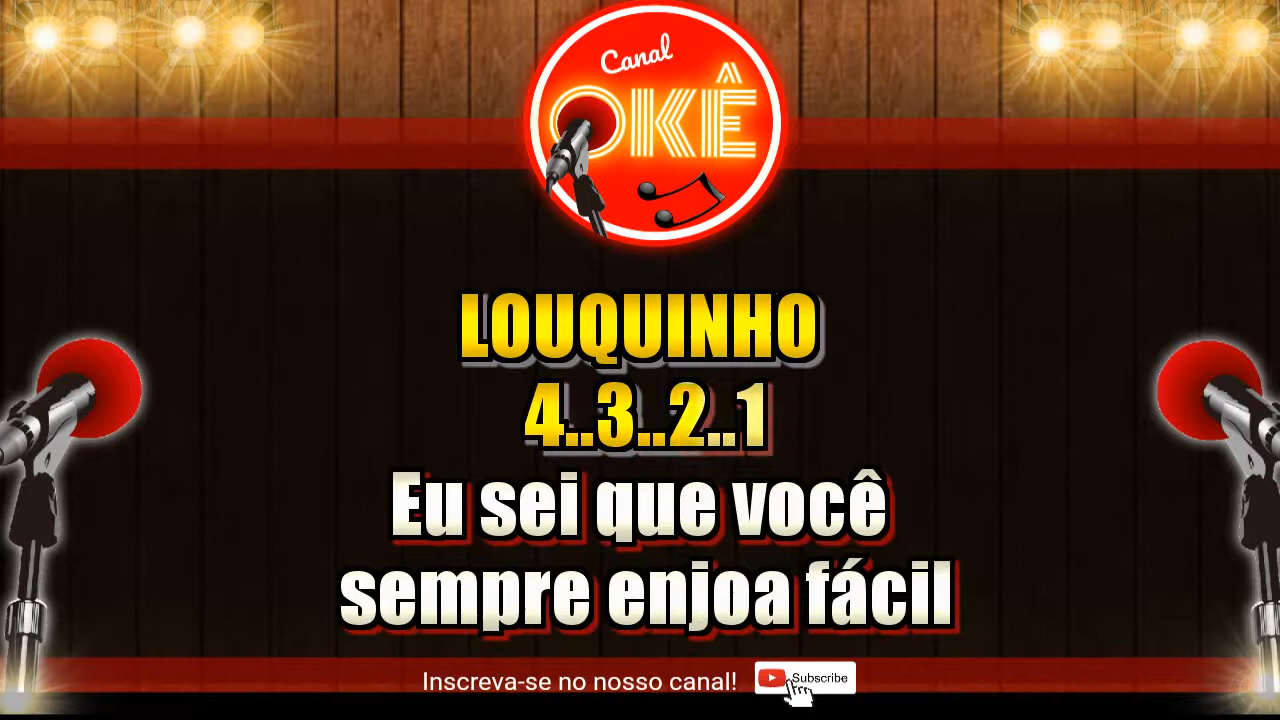 Canal
OKÊ
LOUQUINHO
4..3..2..1
Eu sei que você
sempre enjoa fácil
Inscreva-se no nosso canal!
Subscribe